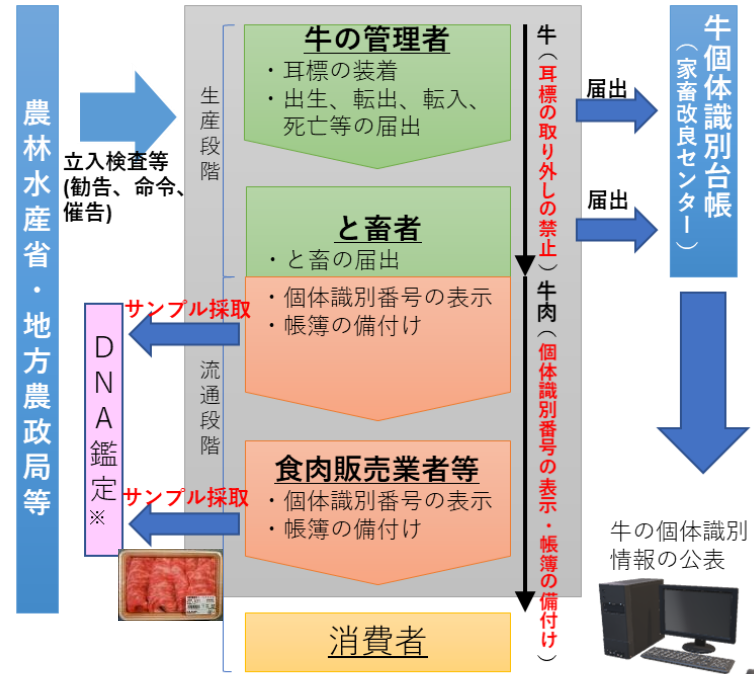 農林水産省・地方農政局等
立入検査等
(勧告、命令、
催告)
生産段階
牛の管理者
・耳標の装着
・出生、転出、転入、
死亡等の届出
と畜者
・と畜の届出
・個体識別番号の表示
・帳簿の備付け
流通段階
食肉販売業者等
・個体識別番号の表示
・帳簿の備付け
消費者
牛(耳標の取り外しの禁止)
牛肉(個体識別番号の表示・帳簿の備付け)
届出
届出
牛個体識別台帳
(家畜改良センター)
サンプル採取
サンプル採取
DNA鑑定※
牛の個体識別
情報の公表